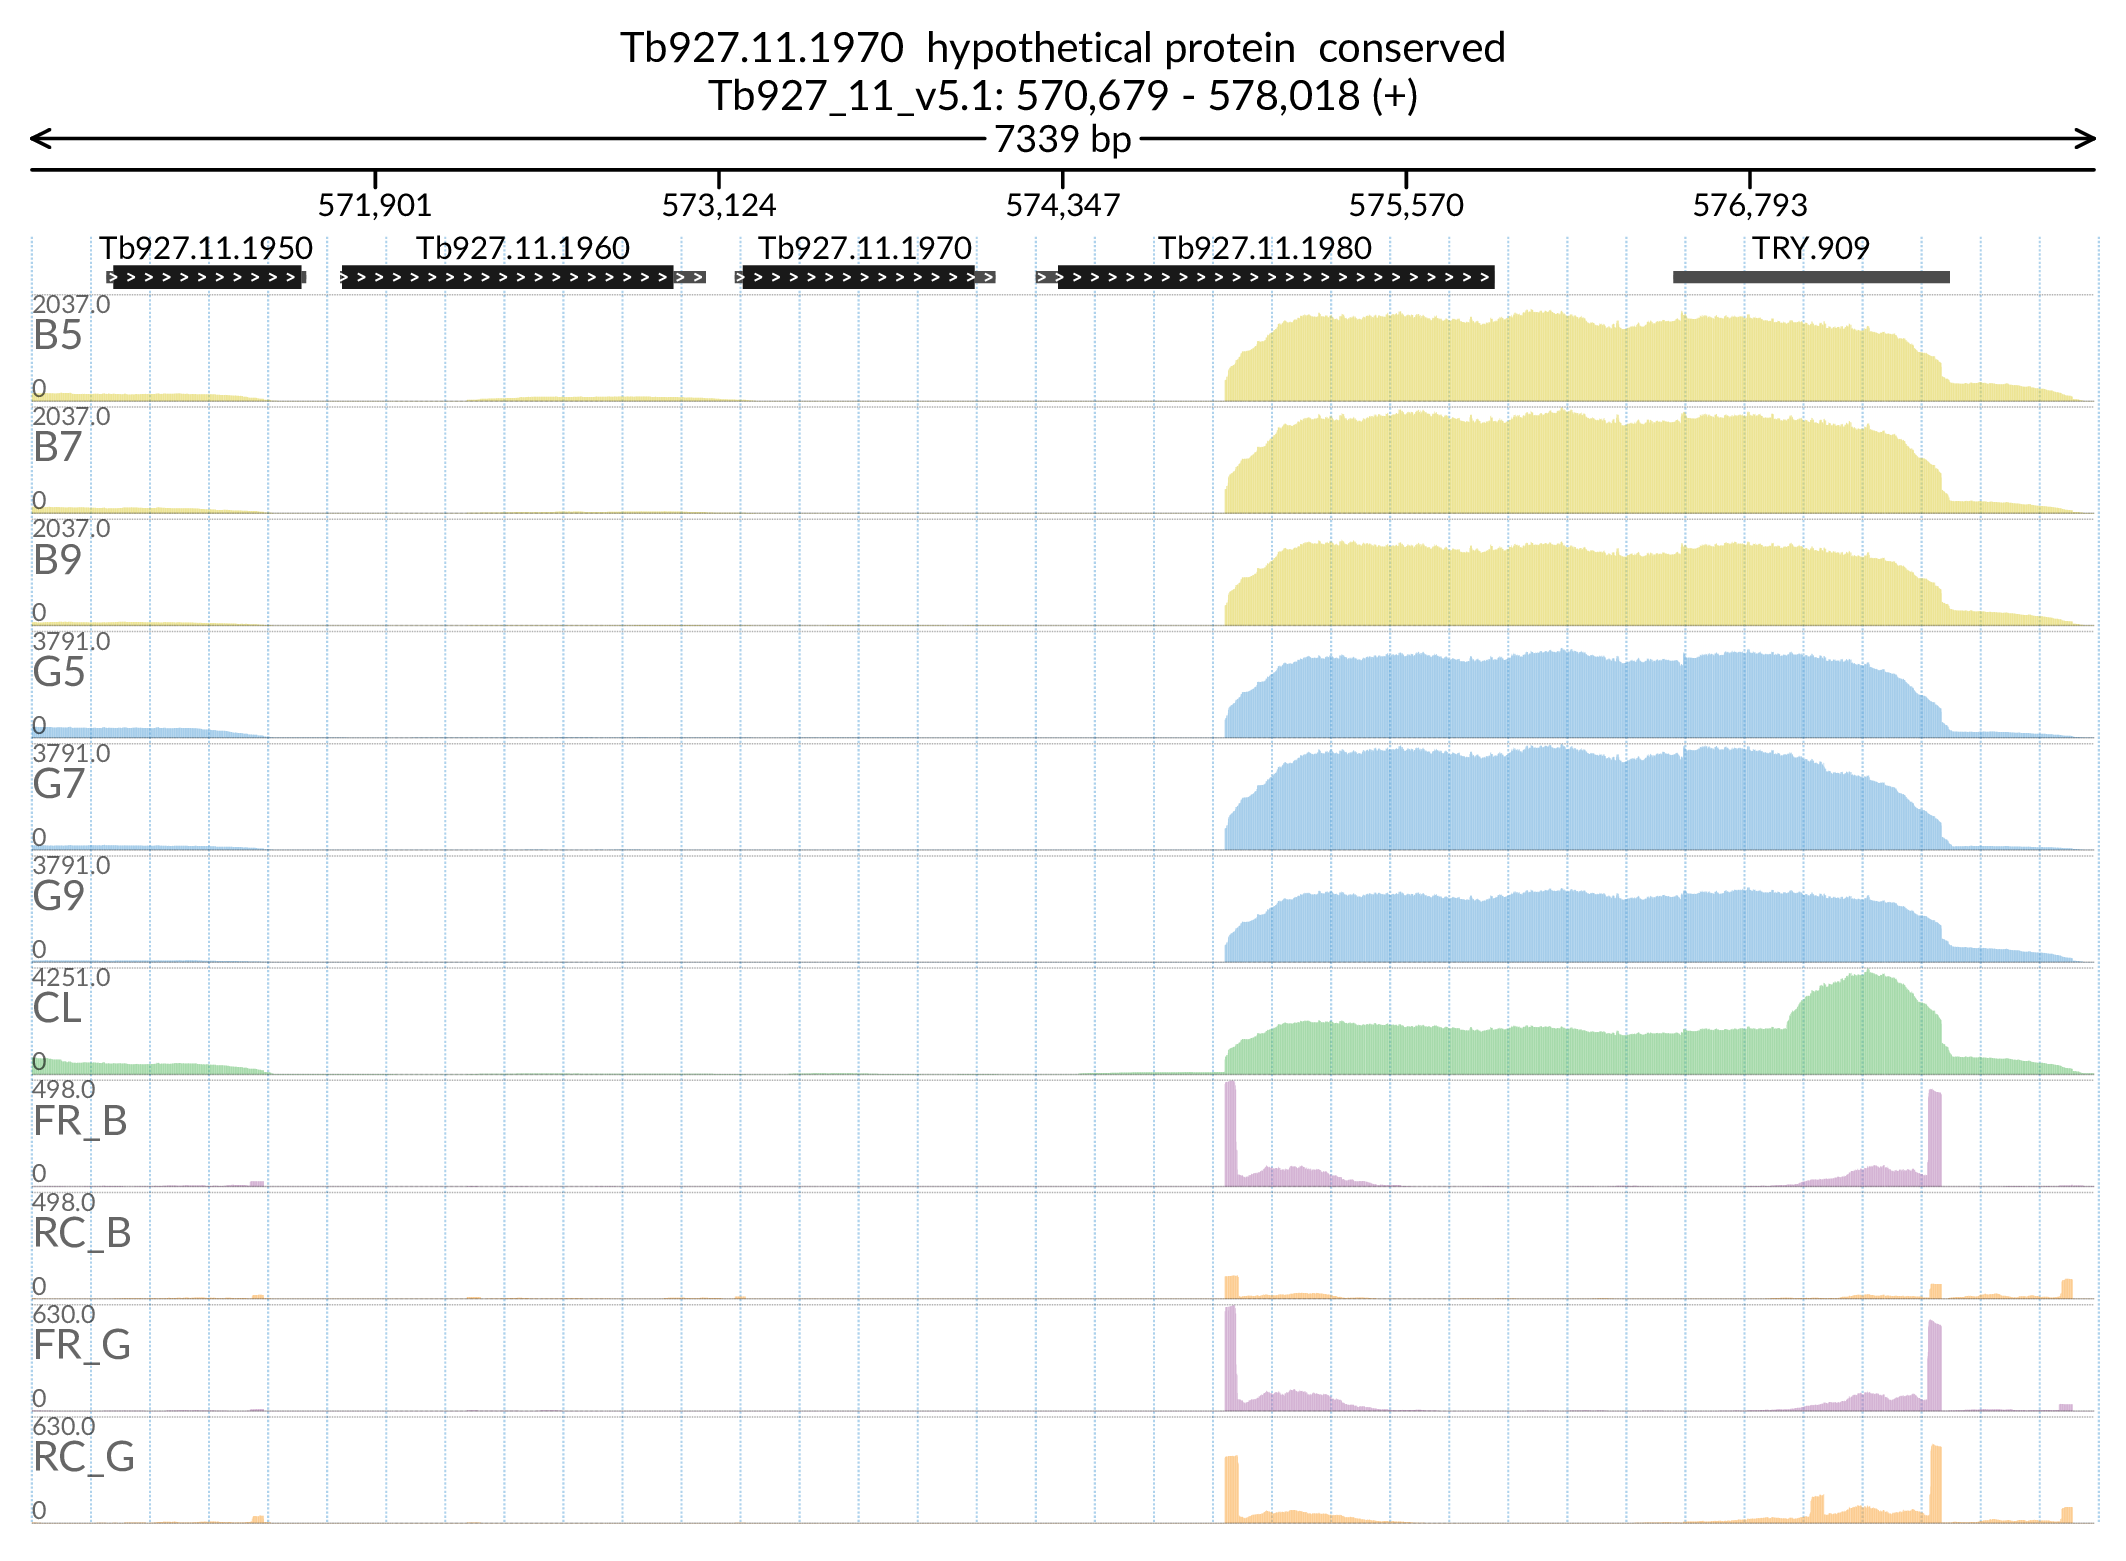 Tb927.11.1970  hypothetical protein  conserved
Tb927_11_v5.1: 570,679 - 578,018 (+)
7339 bp
571,901 573,124 574,347 575,570 576,793
Tb927.11.1950 Tb927.11.1960 Tb927.11.1970 Tb927.11.1980 TRY.909
2037.0
B5
0
2037.0
B7
0
2037.0
B9
0
3791.0
G5
0
3791.0
G7
0
3791.0
G9
0
4251.0
CL
0
498.0
FR_B
0
498.0
RC_B
0
630.0
FR_G
0
630.0
RC_G
0